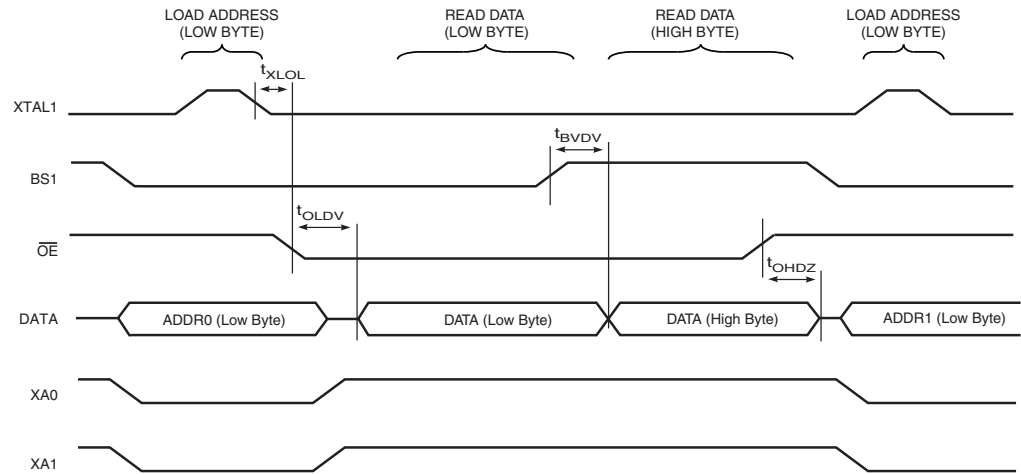 LOAD ADDRESS
(LOW BYTE)
READ DATA
(LOW BYTE)
READ DATA
(HIGH BYTE)
LOAD ADDRESS
(LOW BYTE)
tXLOL
XTAL1
tBVDV
BS1
tOLDV
OE
tOHDZ
DATA
ADDR0 (Low Byte)
DATA (Low Byte)
DATA (High Byte)
ADDR1 (Low Byte)
XA0
XA1